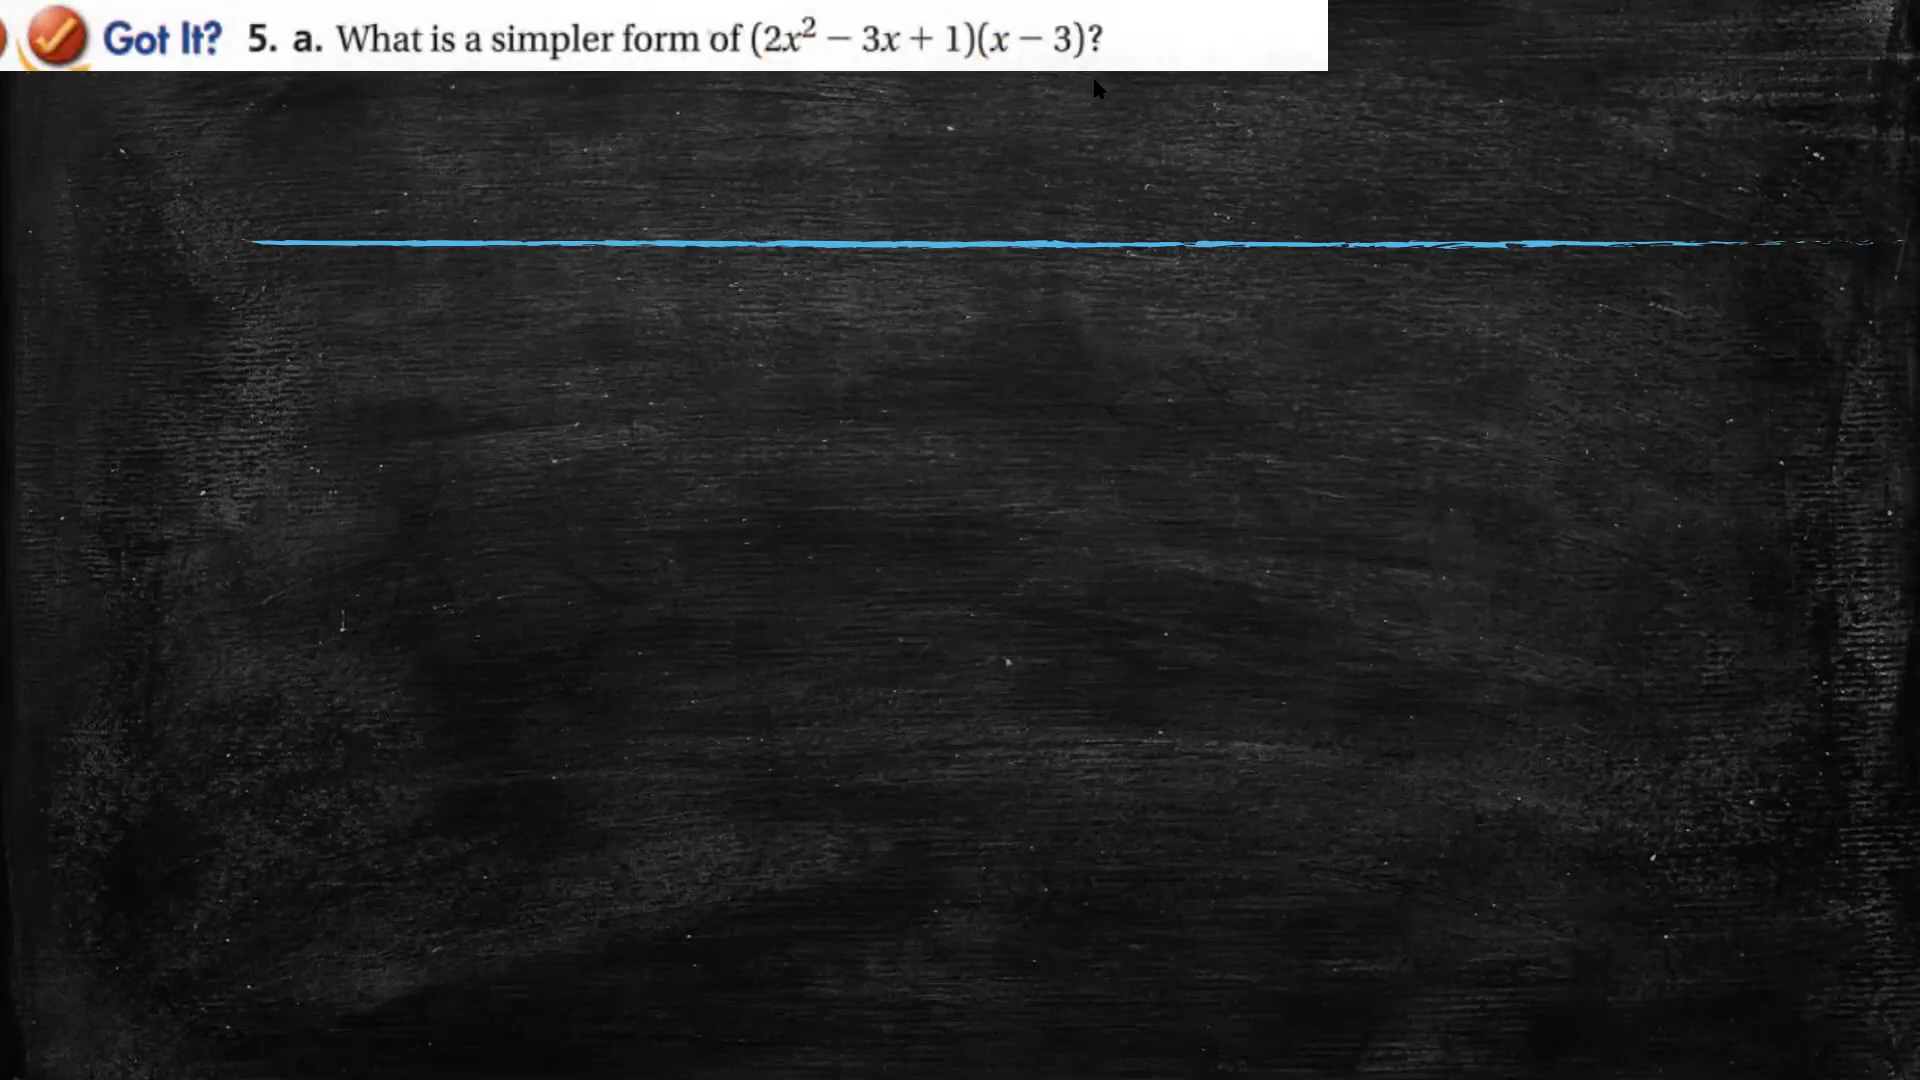 Got It? 5. a. What is a simpler form of (2x² − 3x + 1)(x − 3)?